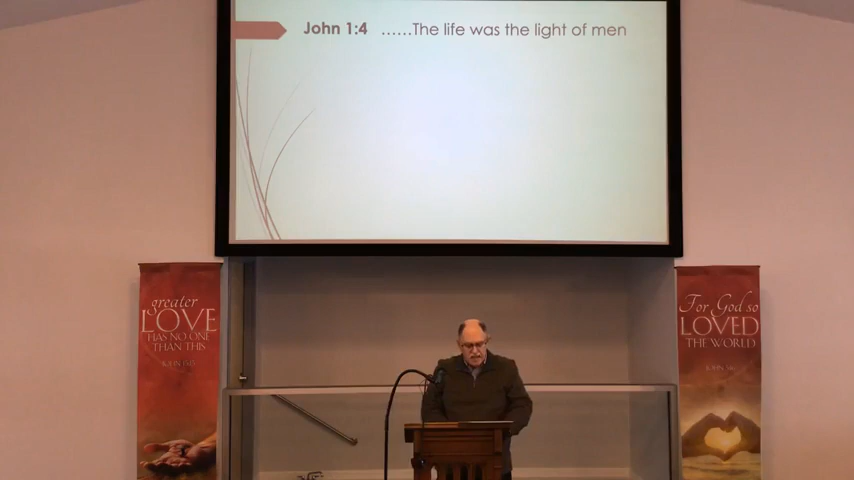 John 1:4 ......The life was the light of men
greater
LOVE
HAS NO ONE
THAN THIS
For God so
LOVED
THE WORLD